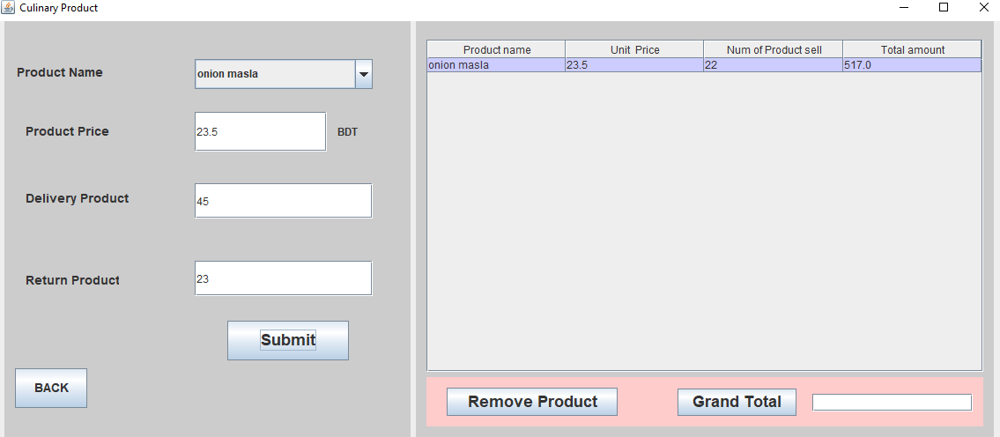 Culinary Product
Product Name
onion masla
Product Price
23.5
BDT
Delivery Product
45
Return Product
23
Submit
BACK
Product name Unit Price Num of Product sell Total amount
onion masla 23.5 22 517.0
Remove Product
Grand Total